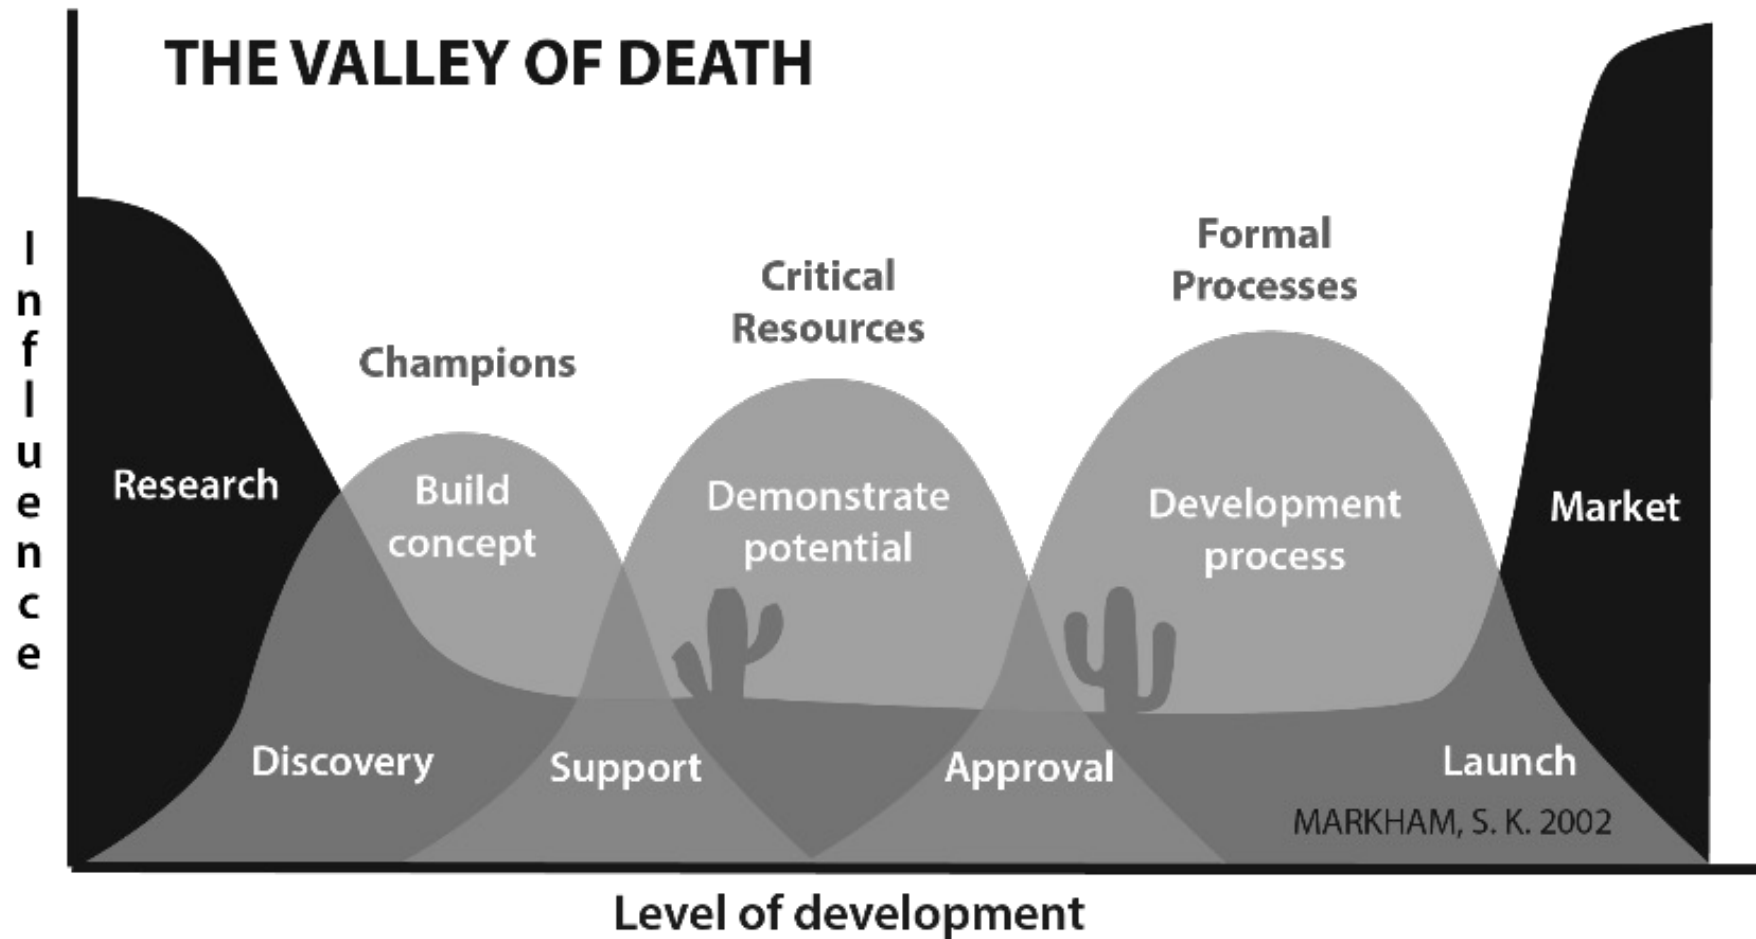 THE VALLEY OF DEATH
Influence
Champions
Critical
Resources
Formal
Processes
Research
Build
concept
Demonstrate
potential
Development
process
Market
Discovery
Support
Approval
Launch
MARKHAM, S. K. 2002
Level of development